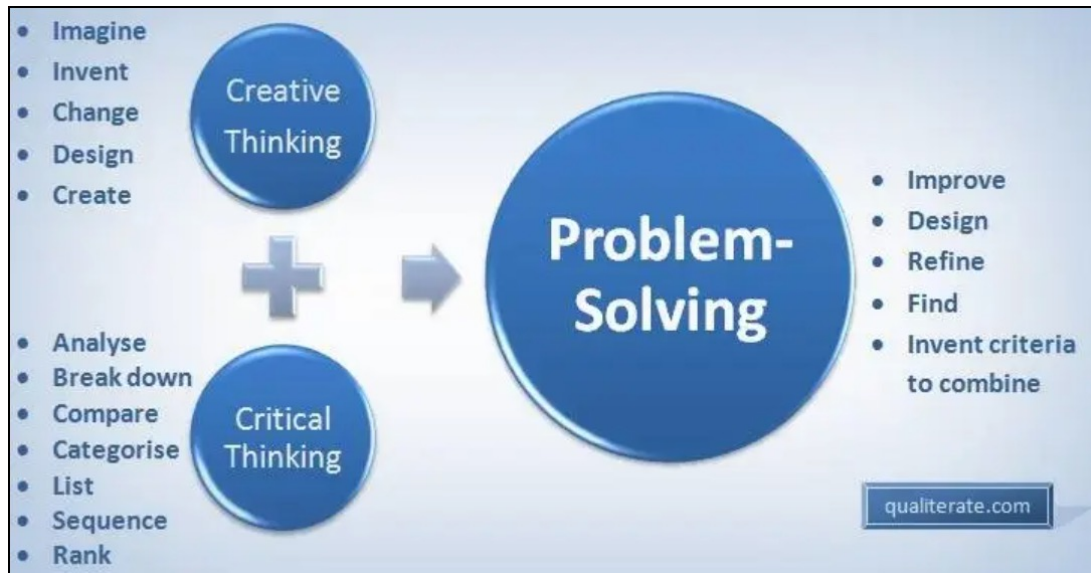 Imagine
Invent
Change
Design
Create
Creative
Thinking
Analyse
Break down
Compare
Categorise
List
Sequence
Rank
Critical
Thinking
Problem-
Solving
Improve
Design
Refine
Find
Invent criteria
to combine
qualiterate.com